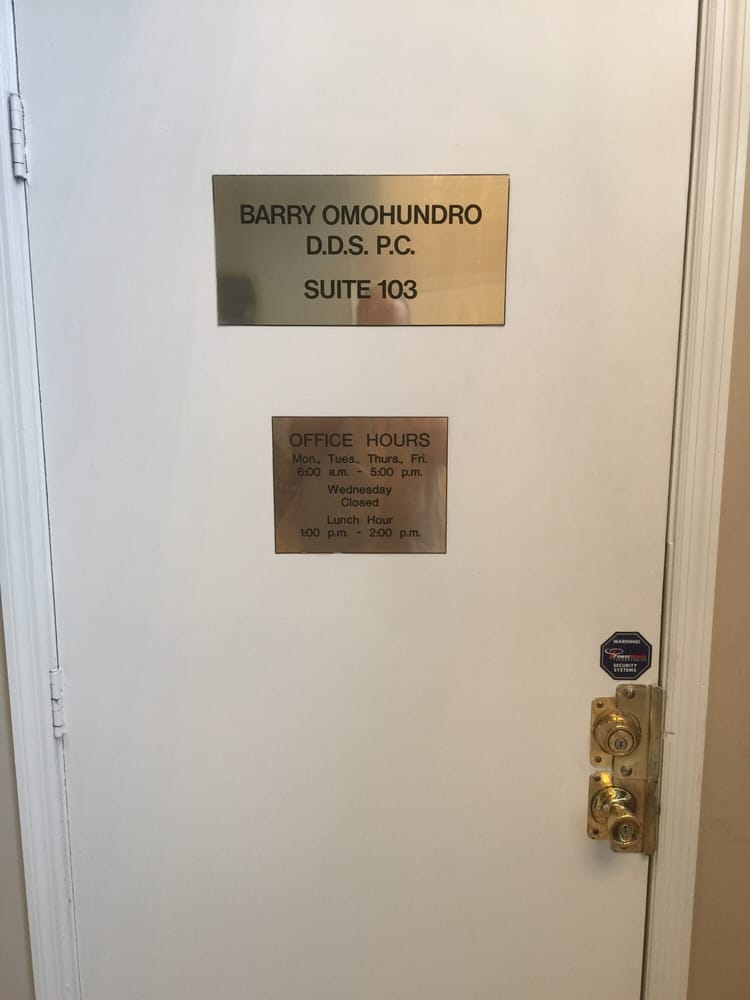 BARRY OMOHUNDRO
D.D.S. P.C.
SUITE 103
OFFICE HOURS
Mon., Tues., Thurs., Fri.
8:00 a.m. - 5:00 p.m.
Wednesday
Closed
Lunch Hour
1:00 p.m. - 2:00 p.m.
WARNING!
SECURITY
SYSTEMS